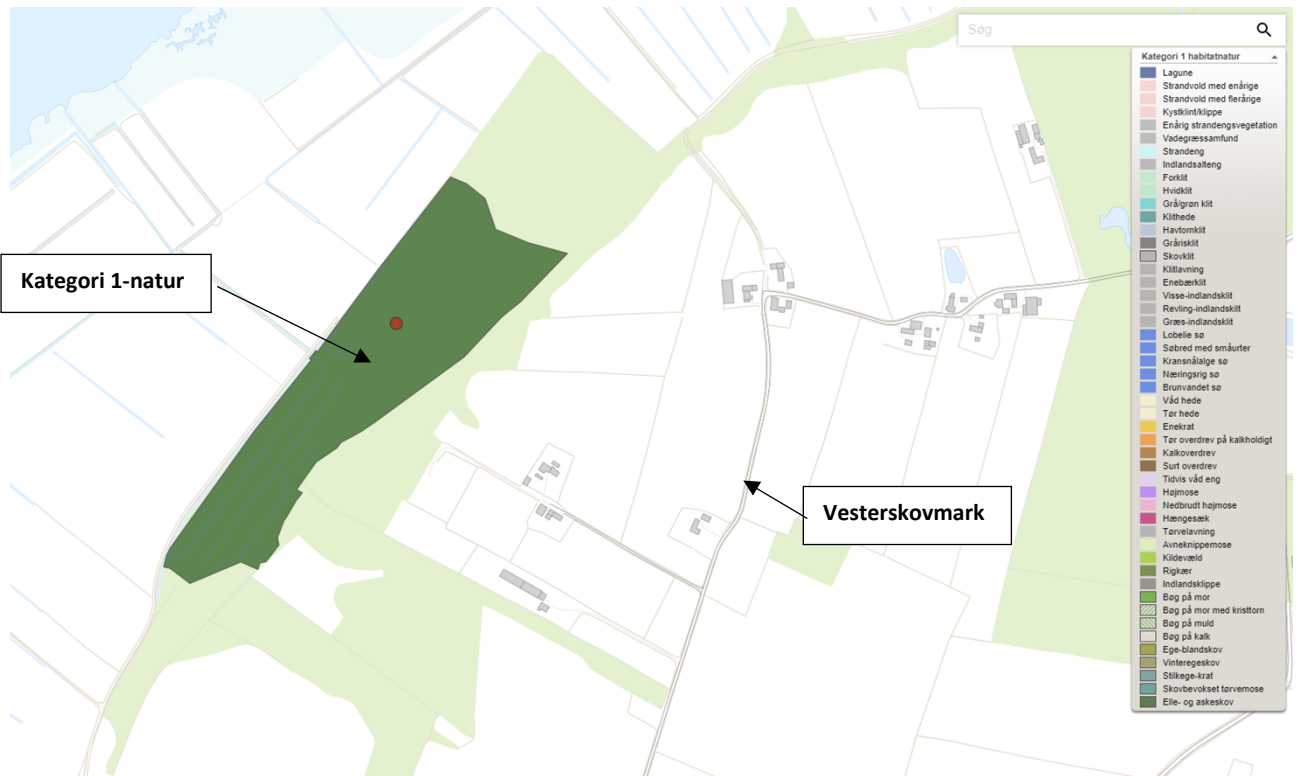 Søg
Kategori 1 habitatnatur
Lagune
Strandvold med enårige
Strandvold med flerårige
Kystklint/klippe
Enårig strandengsvegetation
Vadegræssamfund
Strandeng
Indlandsalteng
Forklit
Hvidklit
Grå/grøn klit
Klithede
Havtornklit
Grårisklit
Skovklit
Klitlavning
Enebærklit
Visse-indlandsklit
Revling-indlandskilt
Græs-indlandsklit
Lobelie sø
Søbred med småurter
Kransnålalge sø
Næringsrig sø
Brunvandet sø
Våd hede
Tør hede
Enekrat
Tør overdrev på kalkholdigt
Kalkoverdrev
Surt overdrev
Tidvis våd eng
Højmose
Nedbrudt højmose
Hængesæk
Tørvelavning
Avneknippemose
Kildevæld
Rigkær
Indlandsklippe
Bøg på mor
Bøg på mor med kristtorn
Bøg på muld
Bøg på kalk
Ege-blandskov
Vinteregeskov
Stilkege-krat
Skovbevokset tørvemose
Elle- og askeskov
Kategori 1-natur
Vesterskovmark